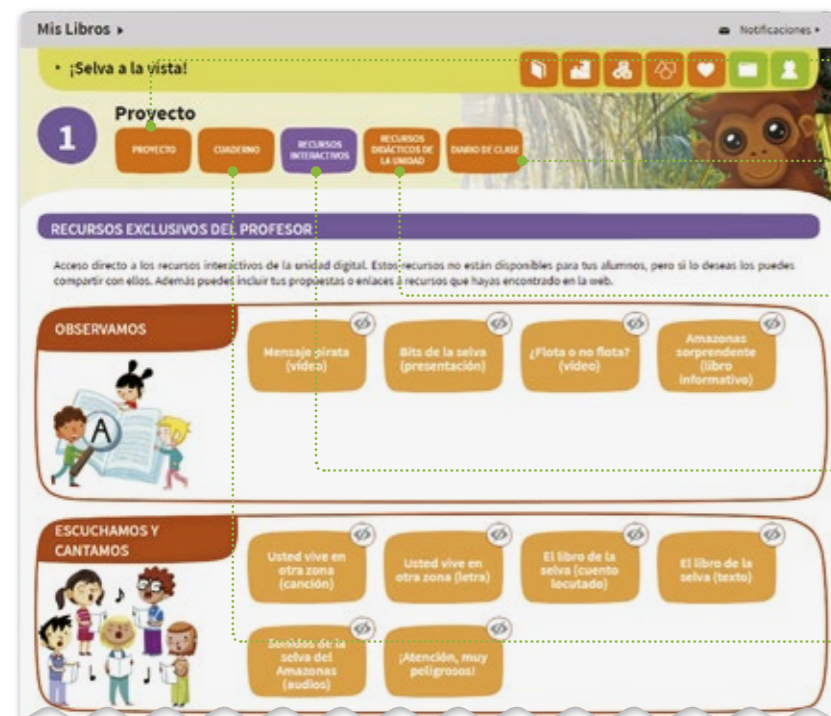 Mis Libros ▸
Notificaciones ▸
• ¡Selva a la vista!
1
Proyecto
PROYECTO
CUADERNO
RECURSOS
INTERACTIVOS
RECURSOS
DIDÁCTICOS DE
LA UNIDAD
DIARIO DE CLASE
RECURSOS EXCLUSIVOS DEL PROFESOR
Acceso directo a los recursos interactivos de la unidad digital. Estos recursos no están disponibles para tus alumnos, pero si lo deseas los puedes
compartir con ellos. Además puedes incluir tus propuestas o enlaces a recursos que hayas encontrado en la web.
OBSERVAMOS
A
Mensaje pirata
(vídeo)
Bits de la selva
(presentación)
¿Flota o no flota?
(vídeo)
Amazonas
sorprendente
(libro
informativo)
ESCUCHAMOS Y
CANTAMOS
Usted vive en
otra zona
(canción)
Usted vive en
otra zona (letra)
El libro de la
selva (cuento
locutado)
El libro de la
selva (texto)
Sonidos de la
selva del
Amazonas
(audios)
¡Atención, muy
peligrosos!